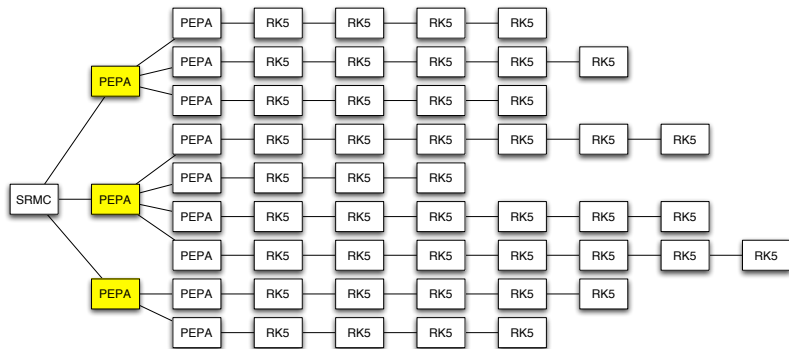 PEPA RK5 RK5 RK5 RK5
PEPA RK5 RK5 RK5 RK5 RK5
PEPA
PEPA RK5 RK5 RK5 RK5
PEPA RK5 RK5 RK5 RK5 RK5 RK5
PEPA RK5 RK5 RK5
SRMC PEPA
PEPA RK5 RK5 RK5 RK5 RK5 RK5
PEPA RK5 RK5 RK5 RK5 RK5 RK5 RK5
PEPA PEPA RK5 RK5 RK5 RK5 RK5
PEPA RK5 RK5 RK5 RK5